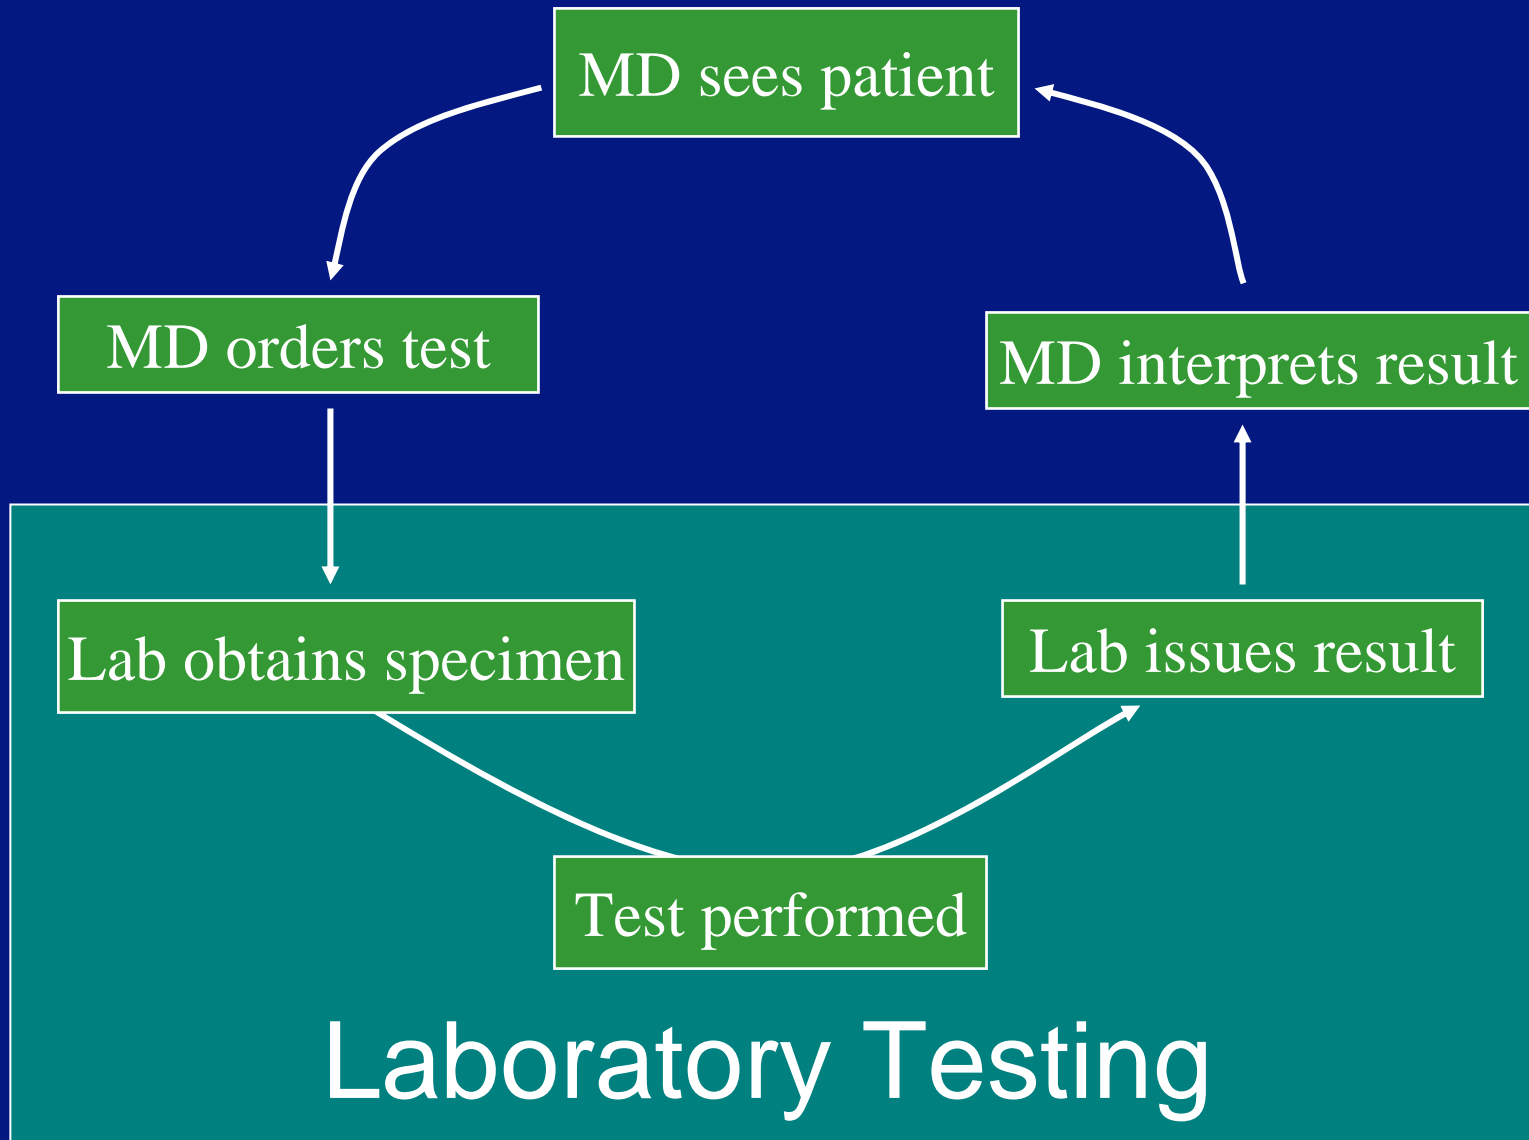 MD sees patient
MD orders test
MD interprets result
Lab obtains specimen
Lab issues result
Test performed
Laboratory Testing